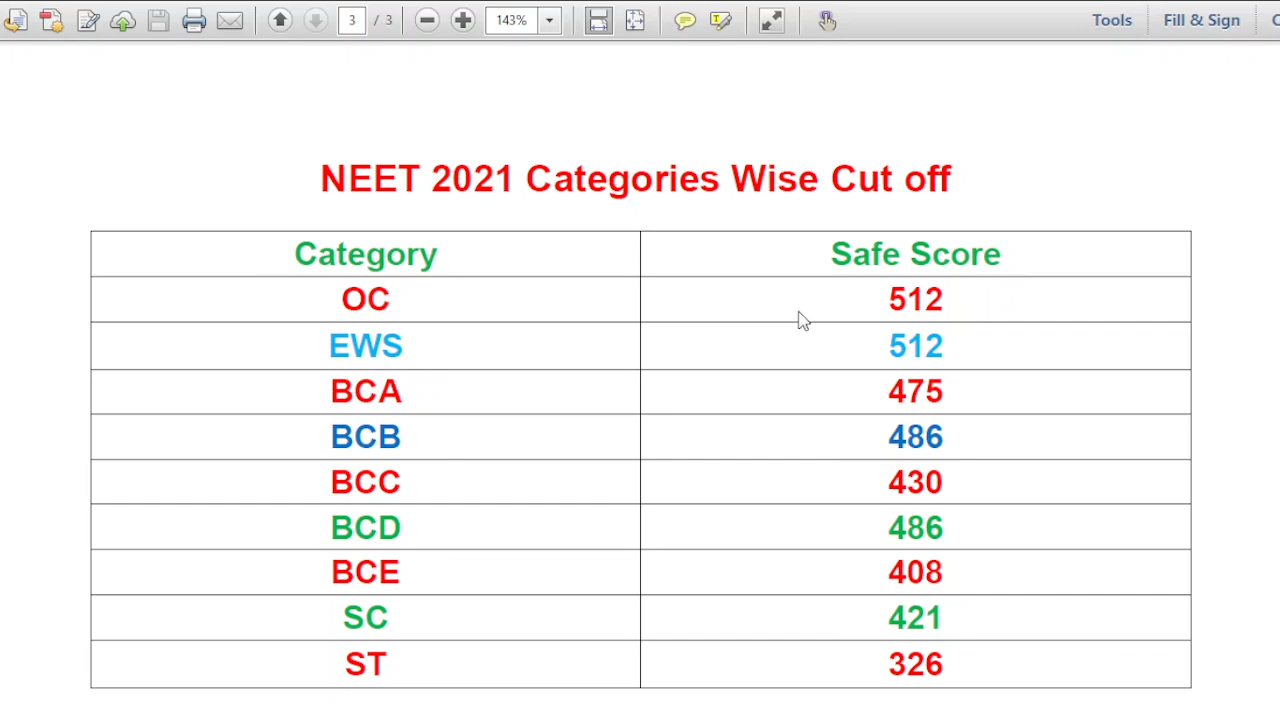 3 / 3 143% Tools Fill & Sign
NEET 2021 Categories Wise Cut off
Category Safe Score
OC 512
EWS 512
BCA 475
BCB 486
BCC 430
BCD 486
BCE 408
SC 421
ST 326